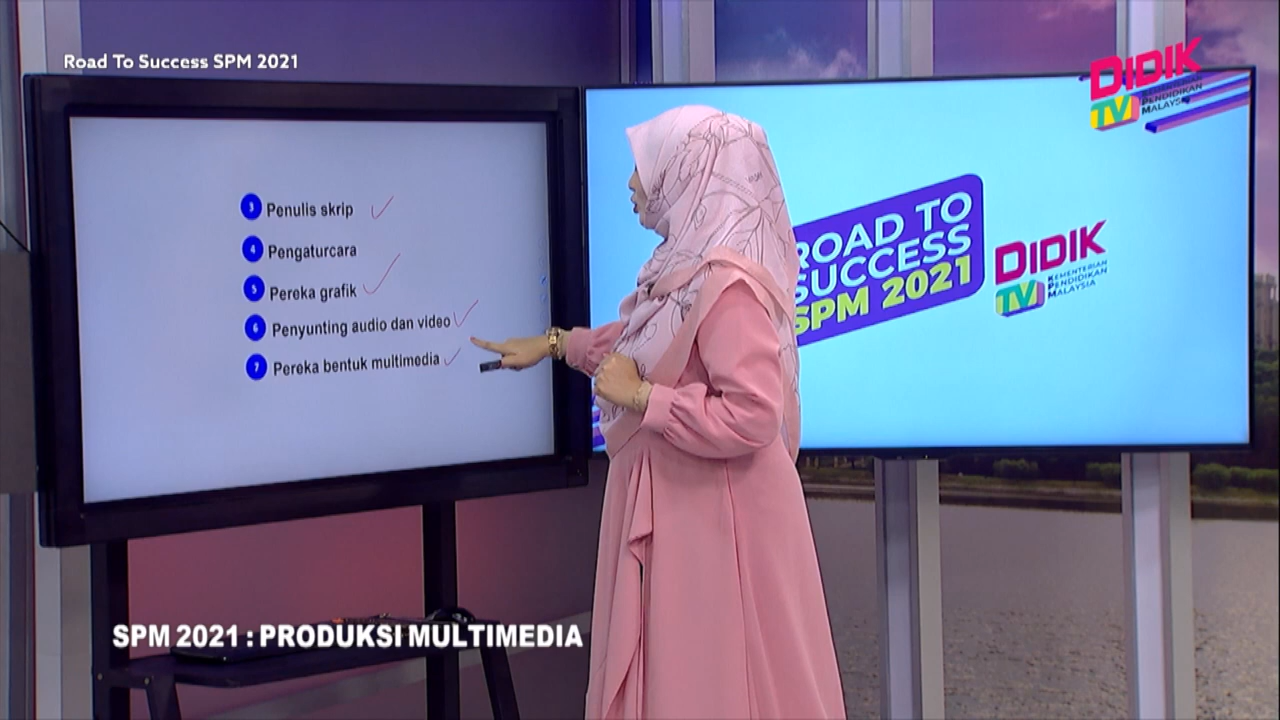 Road To Success SPM 2021
DIDIK
TV
KEMENTERIAN
PENDIDIKAN
MALAYSIA
3 Penulis skrip
4 Pengaturcara
5 Pereka grafik
6 Penyunting audio dan video
7 Pereka bentuk multimedia
ROAD TO
SUCCESS
SPM 2021
DIDIK
TV
KEMENTERIAN
PENDIDIKAN
MALAYSIA
SPM 2021 : PRODUKSI MULTIMEDIA